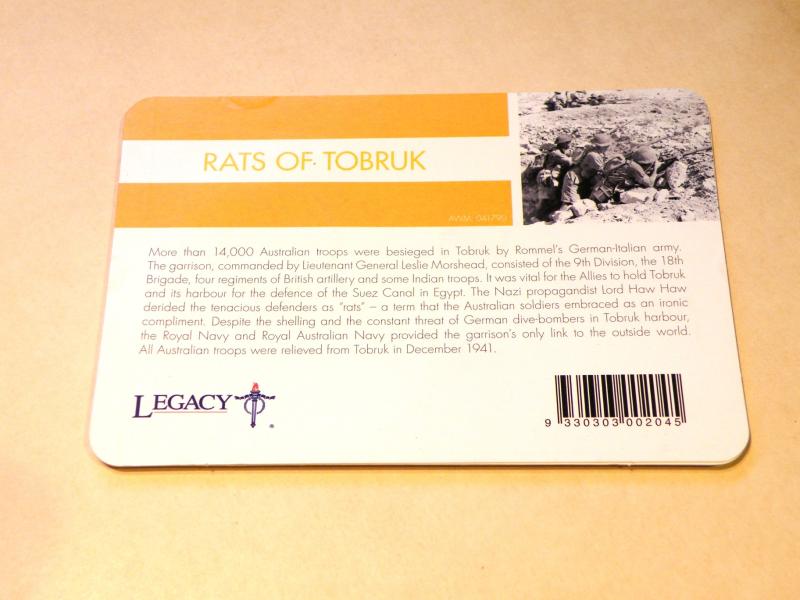 RATS OF TOBRUK
AWM: 041790
More than 14,000 Australian troops were besieged in Tobruk by Rommel's German-Italian army.
The garrison, commanded by Lieutenant General Leslie Morshead, consisted of the 9th Division, the 18th
Brigade, four regiments of British artillery and some Indian troops. It was vital for the Allies to hold Tobruk
and its harbour for the defence of the Suez Canal in Egypt. The Nazi propagandist Lord Haw Haw
derided the tenacious defenders as "rats" – a term that the Australian soldiers embraced as an ironic
compliment. Despite the shelling and the constant threat of German dive-bombers in Tobruk harbour,
the Royal Navy and Royal Australian Navy provided the garrison's only link to the outside world.
All Australian troops were relieved from Tobruk in December 1941.
LEGACY ®
9 330303 002045